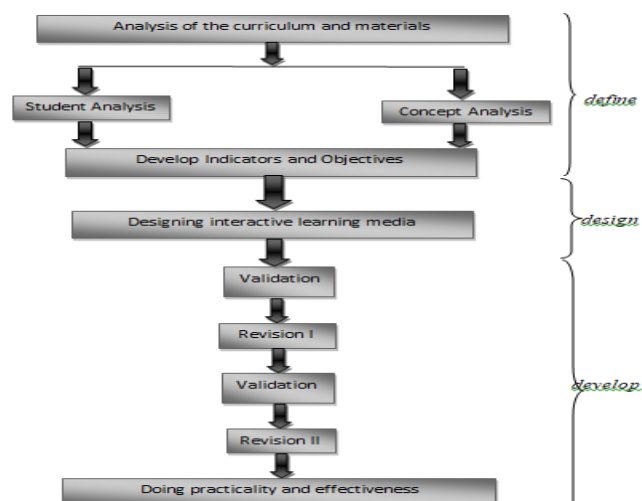 Analysis of the curriculum and materials
Student Analysis
Concept Analysis
define
Develop Indicators and Objectives
Designing interactive learning media
design
Validation
Revision I
Validation
develop
Revision II
Doing practicality and effectiveness